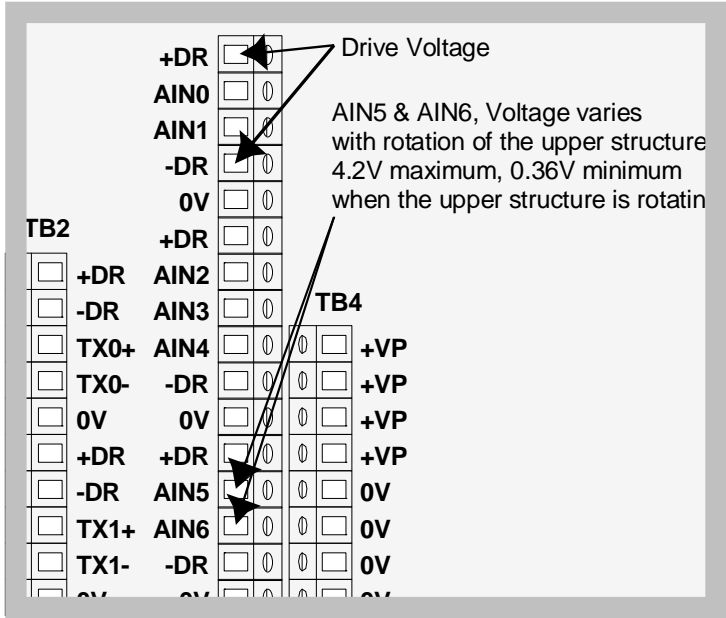 Drive Voltage
AIN5 & AIN6, Voltage varies
with rotation of the upper structure
4.2V maximum, 0.36V minimum
when the upper structure is rotatin
+DR
AIN0
AIN1
-DR
0V
+DR
AIN2
AIN3
AIN4
-DR
0V
+DR
AIN5
AIN6
-DR
0V
TB2
+DR
-DR
TX0+
TX0-
0V
+DR
-DR
TX1+
TX1-
0V
TB4
+VP
+VP
+VP
+VP
0V
0V
0V
0V